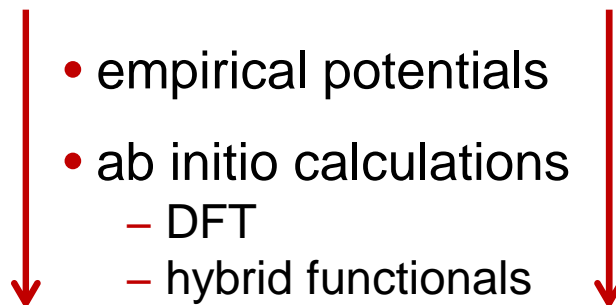 • empirical potentials
• ab initio calculations
– DFT
– hybrid functionals